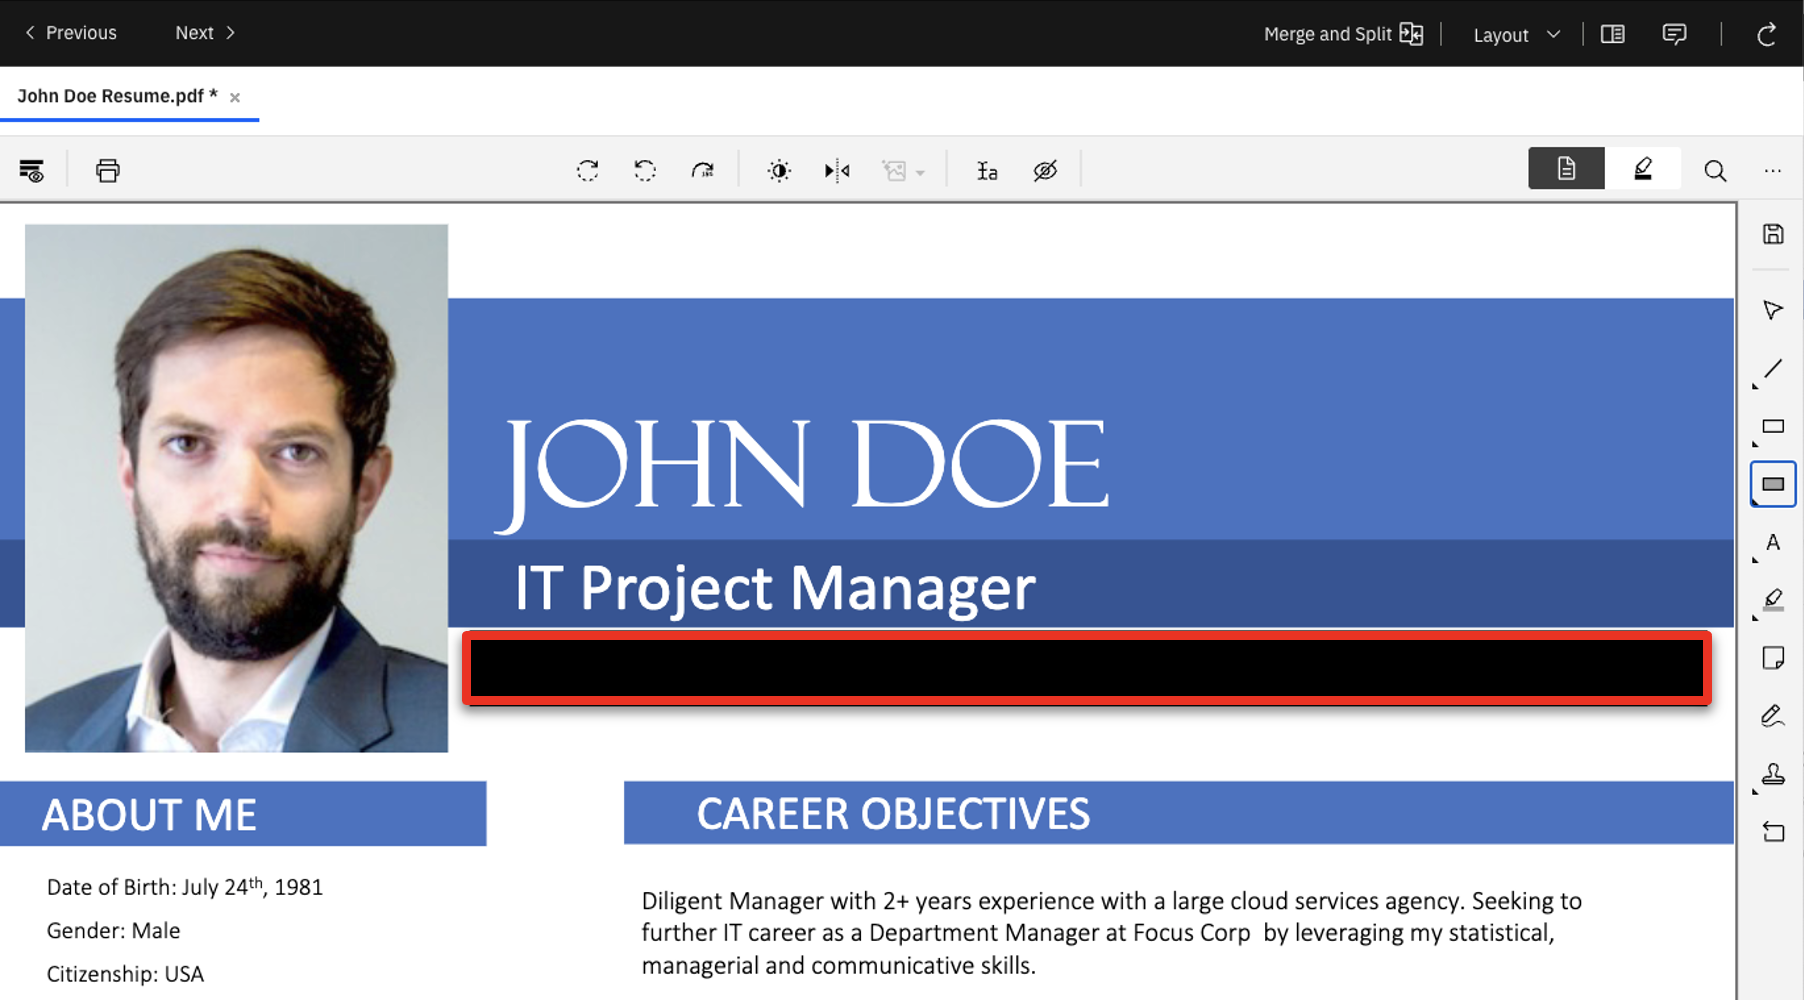 Previous Next Merge and Split Layout
John Doe Resume.pdf *
JOHN DOE
IT Project Manager
ABOUT ME
Date of Birth: July 24th, 1981
Gender: Male
Citizenship: USA
CAREER OBJECTIVES
Diligent Manager with 2+ years experience with a large cloud services agency. Seeking to
further IT career as a Department Manager at Focus Corp by leveraging my statistical,
managerial and communicative skills.